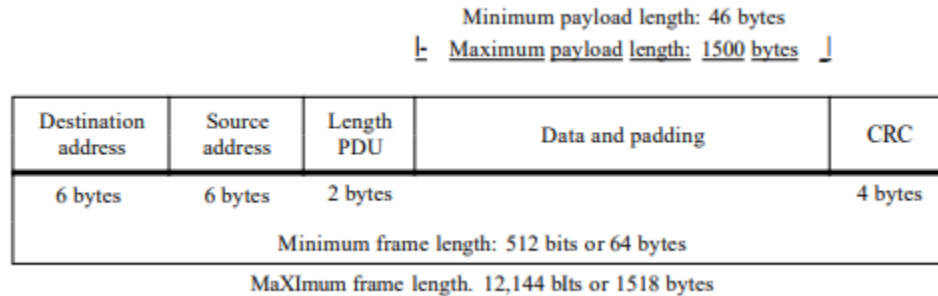 Minimum payload length: 46 bytes
Maximum payload length: 1500 bytes
Destination address
Source address
Length PDU
Data and padding
CRC
6 bytes
6 bytes
2 bytes
4 bytes
Minimum frame length: 512 bits or 64 bytes
MaXImum frame length. 12,144 blts or 1518 bytes